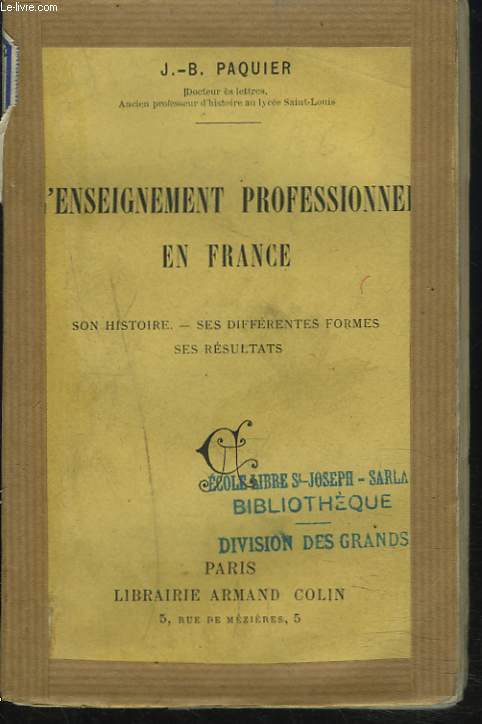 Le-livre.com
J.-B. PAQUIER
Docteur ès lettres,
Ancien professeur d'histoire au lycée Saint-Louis
L'ENSEIGNEMENT PROFESSIONNEL
EN FRANCE
SON HISTOIRE. — SES DIFFÉRENTES FORMES
SES RÉSULTATS
ÉCOLE LIBRE St-JOSEPH - SARLA
BIBLIOTHÈQUE
DIVISION DES GRANDS
PARIS
LIBRAIRIE ARMAND COLIN
5, RUE DE MÉZIÈRES, 5